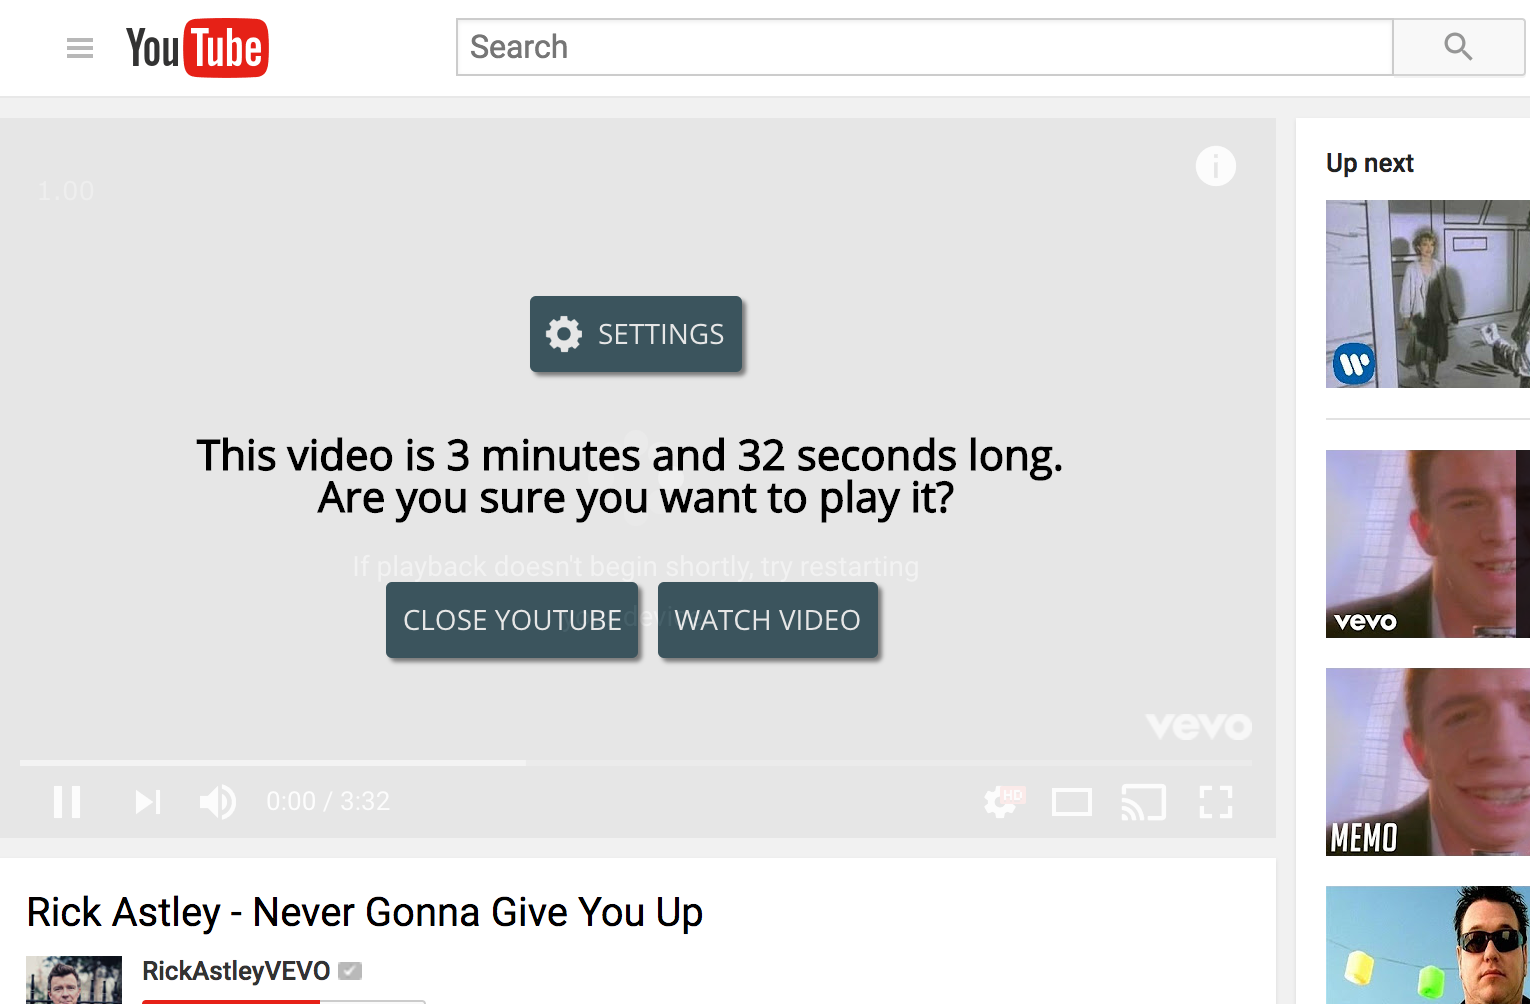 YouTube
Search
1.00
i
Up next
SETTINGS
This video is 3 minutes and 32 seconds long.
Are you sure you want to play it?
If playback doesn't begin shortly, try restarting
CLOSE YOUTUBE
WATCH VIDEO
vevo
0:00 / 3:32
HD
vevo
MEMO
Rick Astley - Never Gonna Give You Up
RickAstleyVEVO